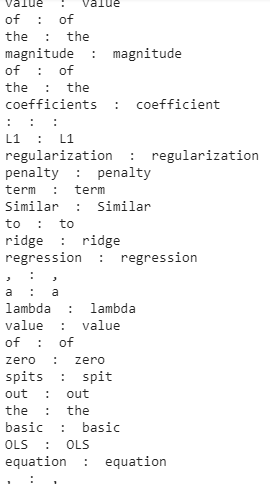 value : value
of : of
the : the
magnitude : magnitude
of : of
the : the
coefficients : coefficient
: : :
L1 : L1
regularization : regularization
penalty : penalty
term : term
Similar : Similar
to : to
ridge : ridge
regression : regression
, : ,
a : a
lambda : lambda
value : value
of : of
zero : zero
spits : spit
out : out
the : the
basic : basic
OLS : OLS
equation : equation
, : ,